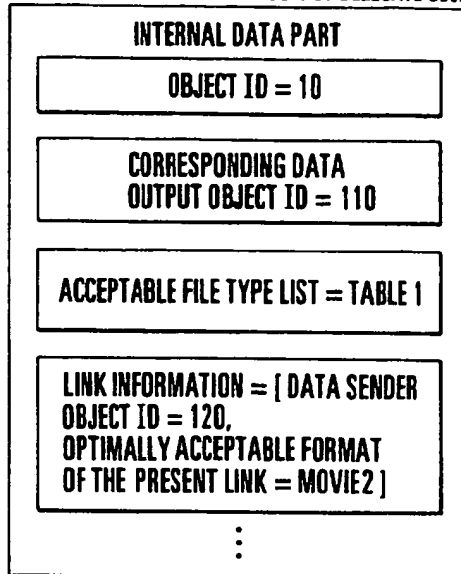 INTERNAL DATA PART
OBJECT ID = 10
CORRESPONDING DATA
OUTPUT OBJECT ID = 110
ACCEPTABLE FILE TYPE LIST = TABLE 1
LINK INFORMATION = [ DATA SENDER
OBJECT ID = 120,
OPTIMALLY ACCEPTABLE FORMAT
OF THE PRESENT LINK = MOVIE2 ]